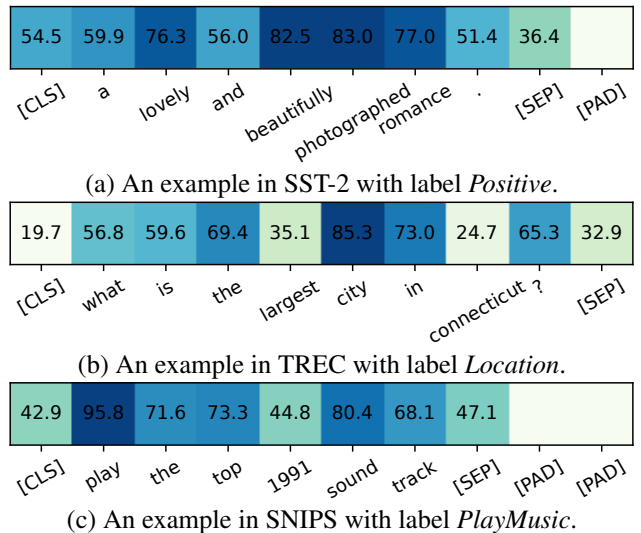 54.5 59.9 76.3 56.0 82.5 83.0 77.0 51.4 36.4
[CLS] a lovely and beautifully photographed romance . [SEP] [PAD]
(a) An example in SST-2 with label Positive.
19.7 56.8 59.6 69.4 35.1 85.3 73.0 24.7 65.3 32.9
[CLS] what is the largest city in connecticut ? [SEP]
(b) An example in TREC with label Location.
42.9 95.8 71.6 73.3 44.8 80.4 68.1 47.1
[CLS] play the top 1991 sound track [SEP] [PAD] [PAD]
(c) An example in SNIPS with label PlayMusic.